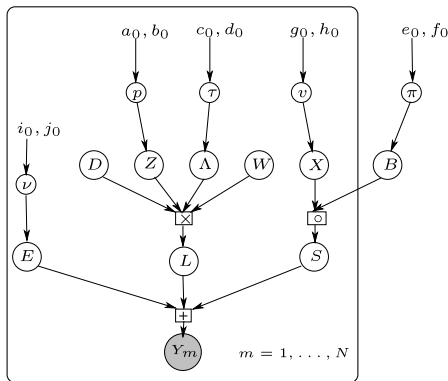 a₀, b₀ c₀, d₀ g₀, h₀ e₀, f₀
p τ v π
i₀, j₀
D Z Λ W X B
ν
× ○
E L S
+
Yₘ m = 1, . . . , N